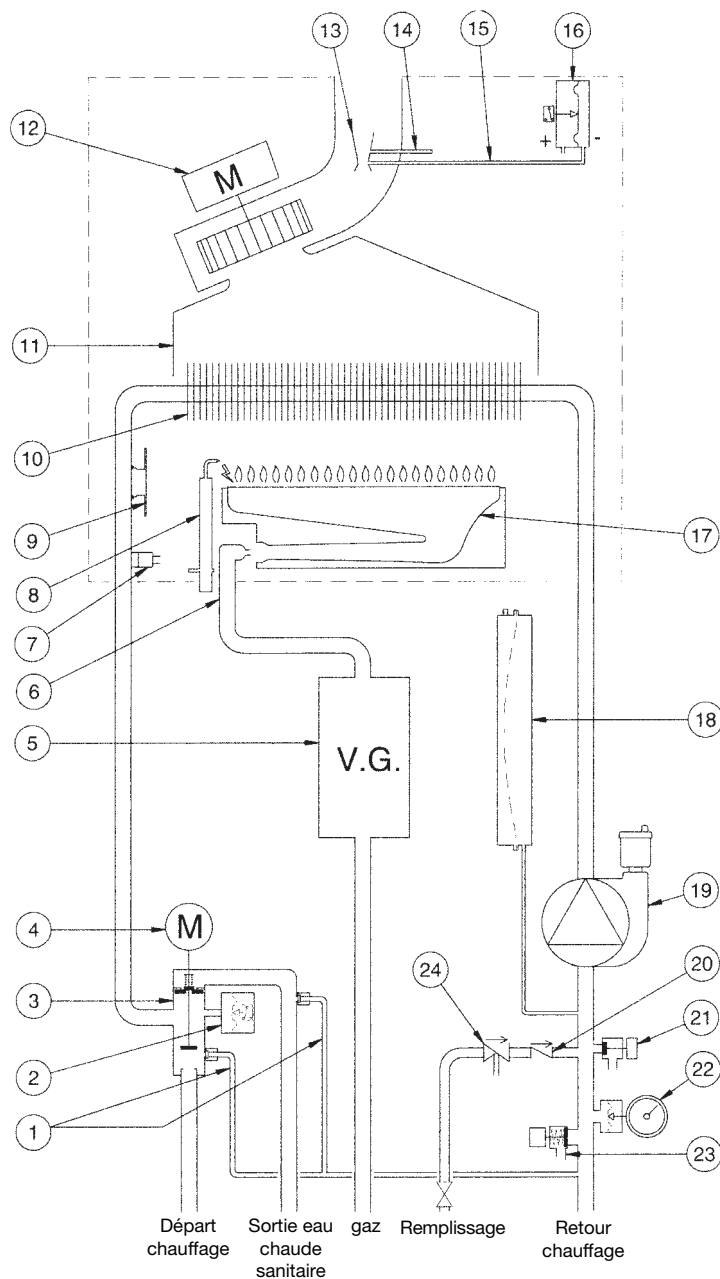 13
14
15
16
12
M
+
-
11
10
9
17
8
7
6
18
5
V.G.
19
4
M
24
20
3
21
2
22
1
23
Départ
chauffage
Sortie eau
chaude
sanitaire
gaz
Remplissage
Retour
chauffage